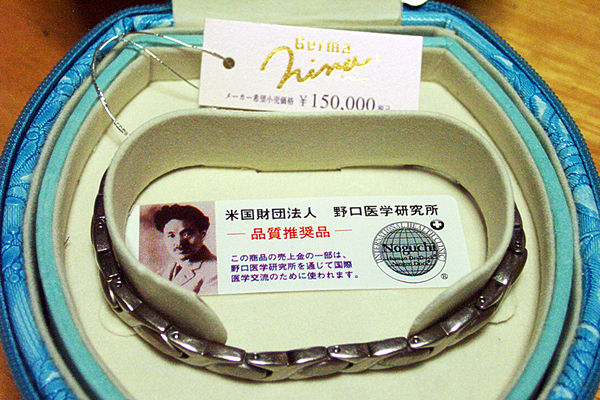 Germa
メーカー希望小売価格 ¥150,000
米国財団法人 野口医学研究所
品質推奨品
この商品の売上金の一部は、
野口医学研究所を通じて国際
医学交流のために使われます。
Noguchi